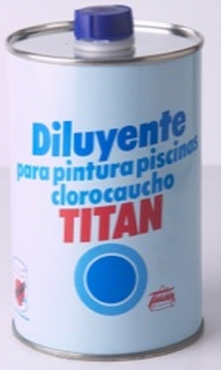 Diluyente
para pintura piscinas
clorocaucho
TITAN